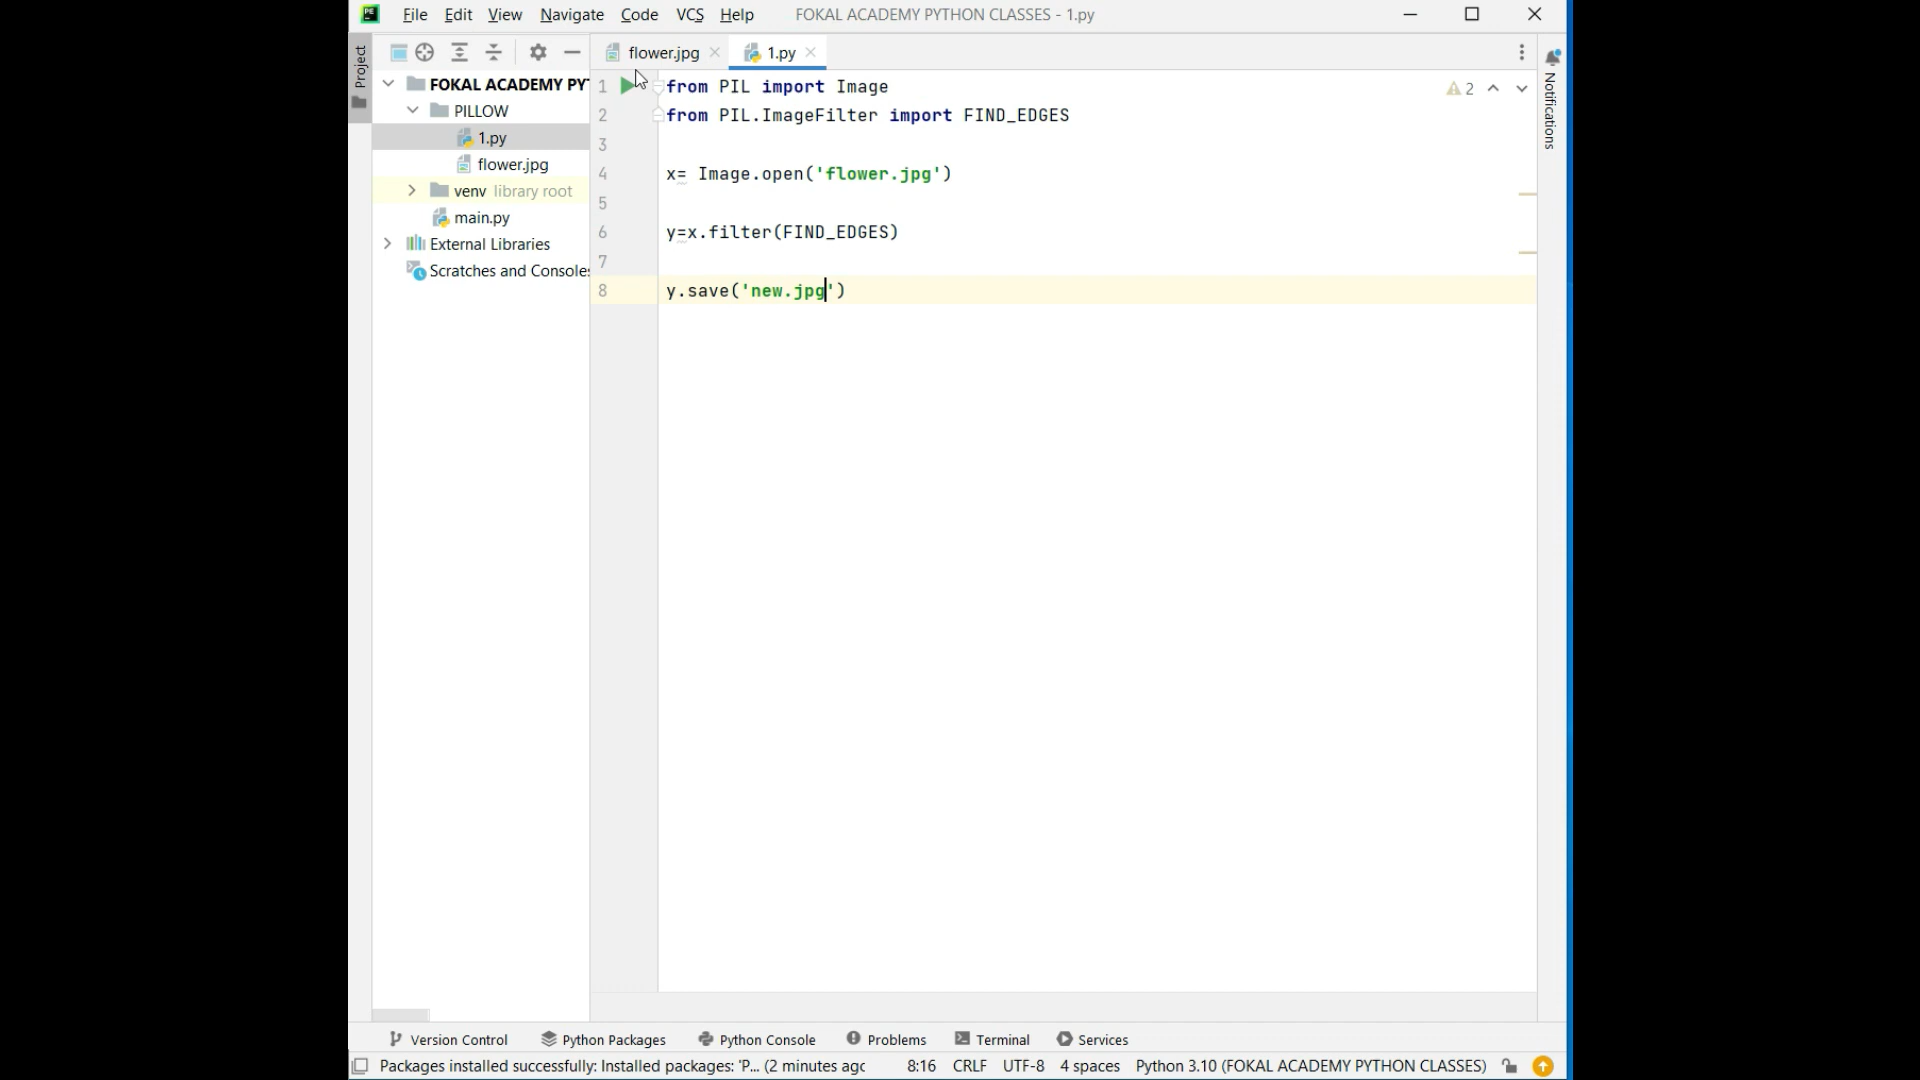 File Edit View Navigate Code VCS Help FOKAL ACADEMY PYTHON CLASSES - 1.py
Project
flower.jpg 1.py
FOKAL ACADEMY PY
PILLOW
1.py
flower.jpg
venv library root
main.py
External Libraries
Scratches and Consoles
1 from PIL import Image
2 from PIL.ImageFilter import FIND_EDGES
3
4 x= Image.open('flower.jpg')
5
6 y=x.filter(FIND_EDGES)
7
8 y.save('new.jpg')
2
Notifications
Version Control Python Packages Python Console Problems Terminal Services
Packages installed successfully: Installed packages: 'P... (2 minutes agc 8:16 CRLF UTF-8 4 spaces Python 3.10 (FOKAL ACADEMY PYTHON CLASSES)